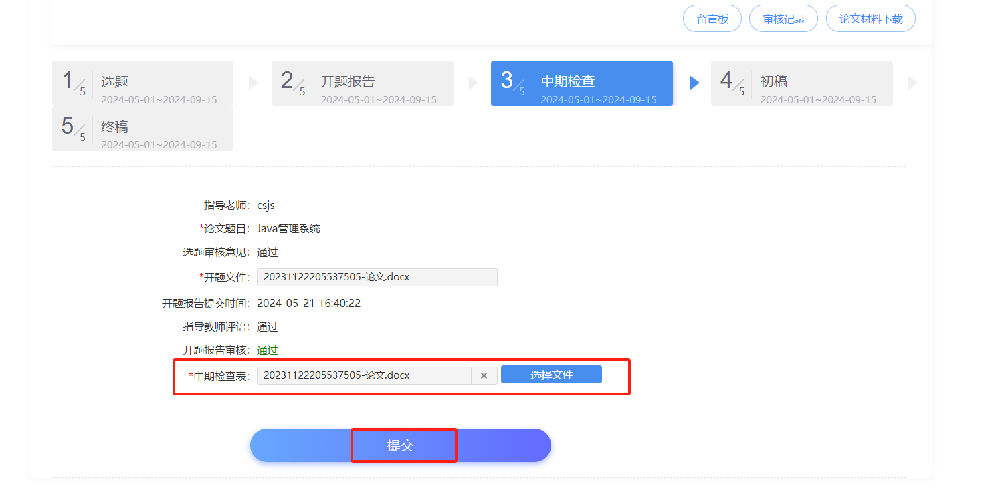 留言板 审核记录 论文材料下载
1/5 选题 2/5 开题报告 3/5 中期检查 4/5 初稿
2024-05-01~2024-09-15 2024-05-01~2024-09-15 2024-05-01~2024-09-15 2024-05-01~2024-09-15
5/5 终稿
2024-05-01~2024-09-15
指导老师： csjs
*论文题目： Java管理系统
选题审核意见： 通过
*开题文件： 20231122205537505-论文.docx
开题报告提交时间： 2024-05-21 16:40:22
指导教师评语： 通过
开题报告审核： 通过
*中期检查表： 20231122205537505-论文.docx × 选择文件
提交